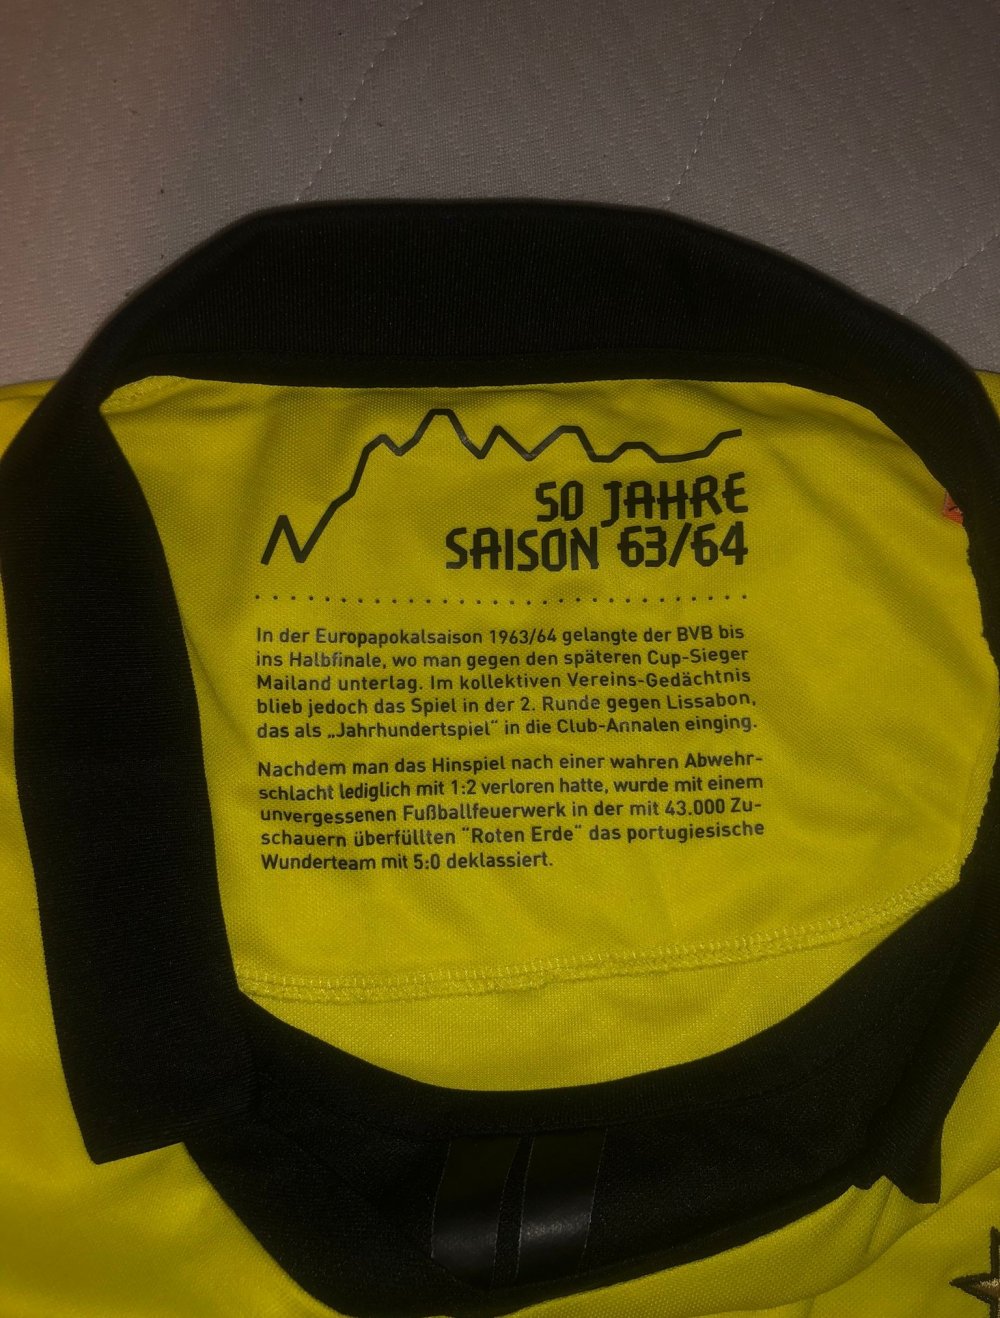 50 JAHRE
SAISON 63/64
In der Europapokalsaison 1963/64 gelangte der BVB bis
ins Halbfinale, wo man gegen den späteren Cup-Sieger
Mailand unterlag. Im kollektiven Vereins-Gedächtnis
blieb jedoch das Spiel in der 2. Runde gegen Lissabon,
das als „Jahrhundertspiel" in die Club-Annalen einging.
Nachdem man das Hinspiel nach einer wahren Abwehr-
schlacht lediglich mit 1:2 verloren hatte, wurde mit einem
unvergessenen Fußballfeuerwerk in der mit 43.000 Zu-
schauern überfüllten "Roten Erde" das portugiesische
Wunderteam mit 5:0 deklassiert.